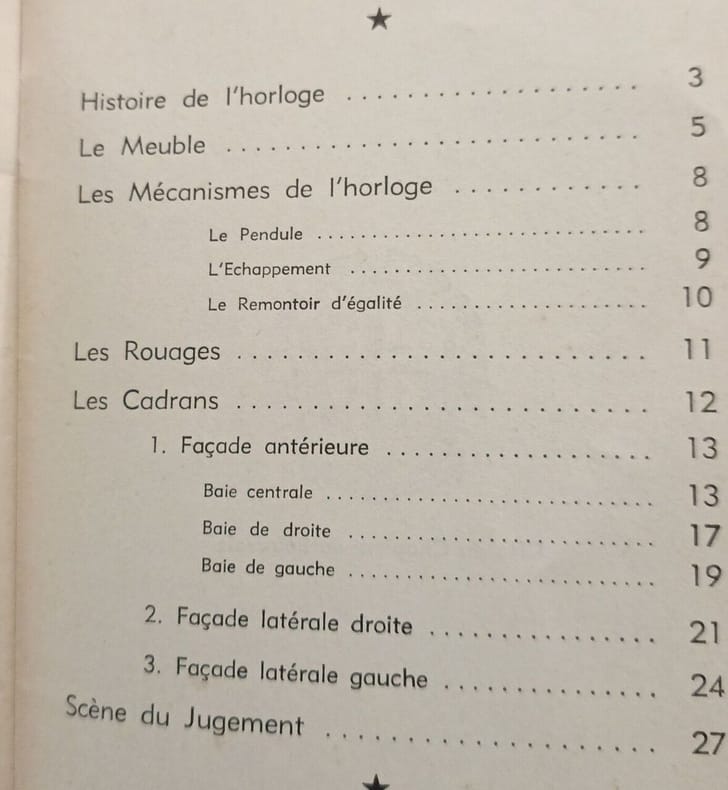 Histoire de l'horloge . . . . . . . . . . . . . . . . . . . . 3
Le Meuble . . . . . . . . . . . . . . . . . . . . . . . . . . . . 5
Les Mécanismes de l'horloge . . . . . . . . . . . . . 8
Le Pendule . . . . . . . . . . . . . . . . . . . . . . . . . . . . . 8
L'Echappement . . . . . . . . . . . . . . . . . . . . . . . . . . 9
Le Remontoir d'égalité . . . . . . . . . . . . . . . . . . . . 10
Les Rouages . . . . . . . . . . . . . . . . . . . . . . . . . . . 11
Les Cadrans . . . . . . . . . . . . . . . . . . . . . . . . . . . 12
1. Façade antérieure . . . . . . . . . . . . . . . . . . . 13
Baie centrale . . . . . . . . . . . . . . . . . . . . . . . . . . . . 13
Baie de droite . . . . . . . . . . . . . . . . . . . . . . . . . . . 17
Baie de gauche . . . . . . . . . . . . . . . . . . . . . . . . . . . 19
2. Façade latérale droite . . . . . . . . . . . . . . . . 21
3. Façade latérale gauche . . . . . . . . . . . . . . . 24
Scène du Jugement . . . . . . . . . . . . . . . . . . . . . 27